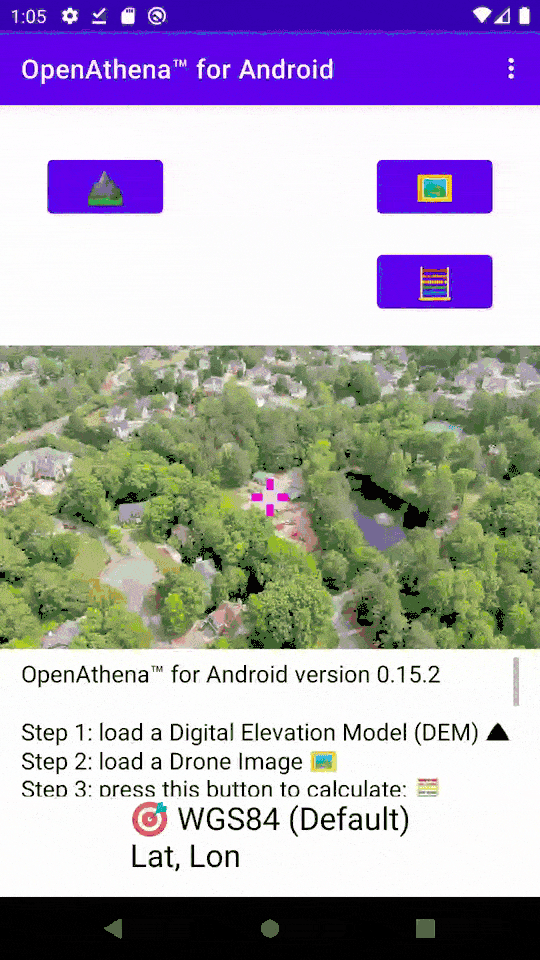 1:05
OpenAthena™ for Android
OpenAthena™ for Android version 0.15.2
Step 1: load a Digital Elevation Model (DEM) ▲
Step 2: load a Drone Image 🖼️
Step 3: press this button to calculate: 🧮
🎯 WGS84 (Default)
Lat, Lon